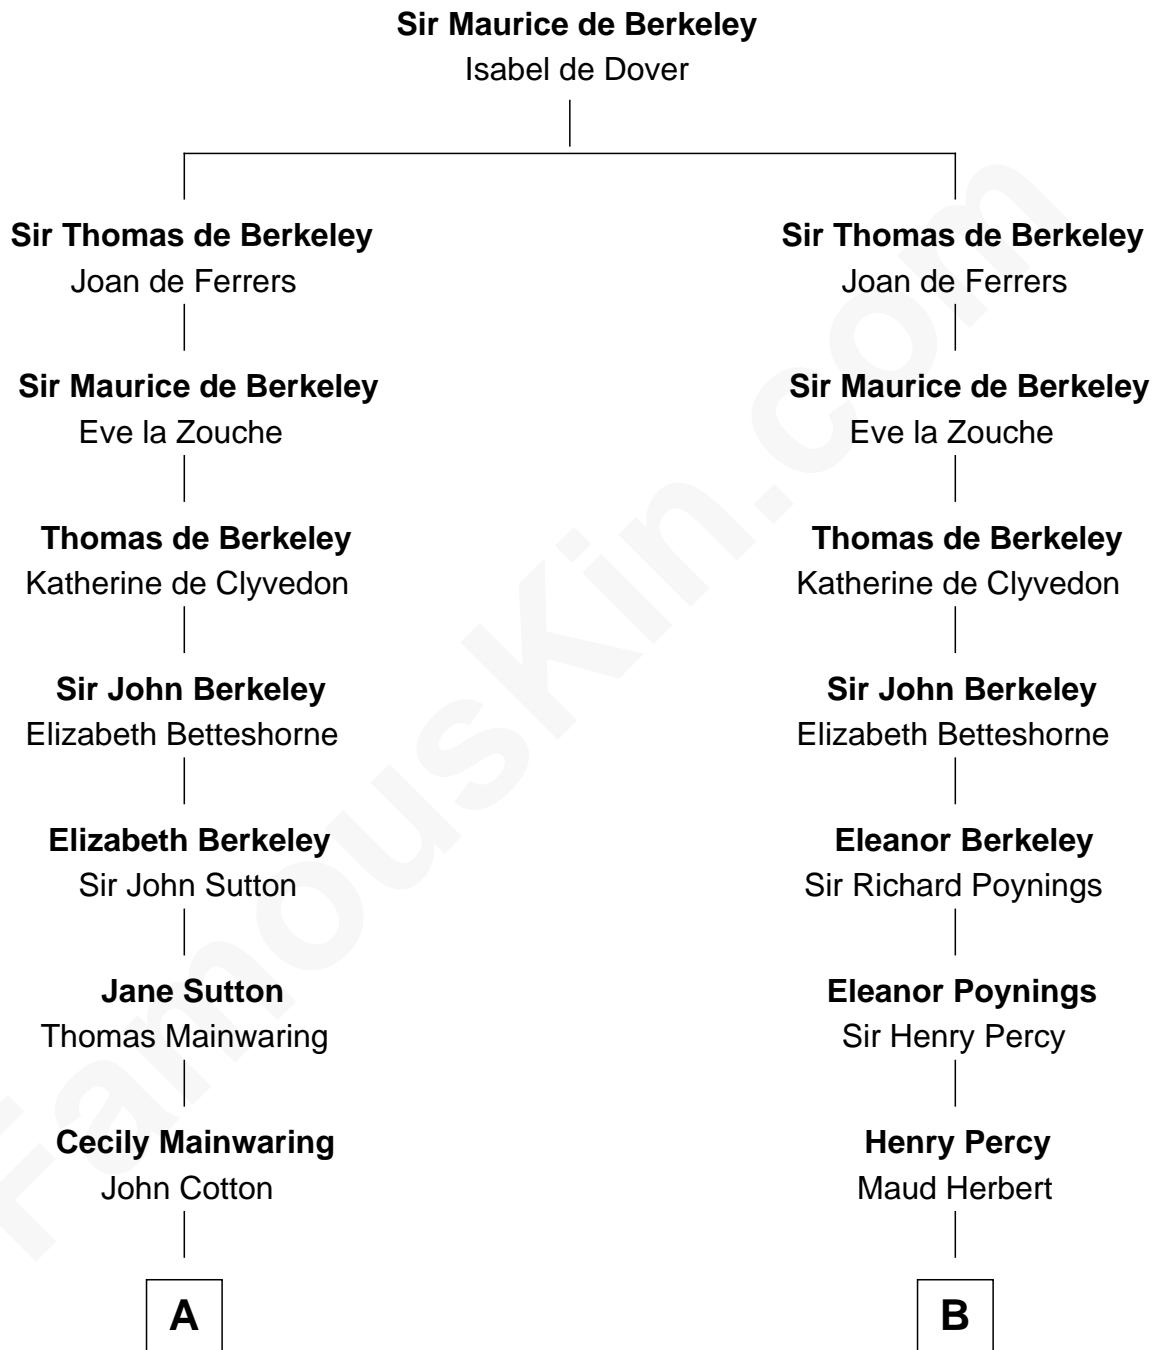 Sir Maurice de Berkeley
Isabel de Dover
Sir Thomas de Berkeley
Joan de Ferrers
Sir Maurice de Berkeley
Eve la Zouche
Thomas de Berkeley
Katherine de Clyvedon
Sir John Berkeley
Elizabeth Betteshorne
Elizabeth Berkeley
Sir John Sutton
Jane Sutton
Thomas Mainwaring
Cecily Mainwaring
John Cotton
A
Sir Thomas de Berkeley
Joan de Ferrers
Sir Maurice de Berkeley
Eve la Zouche
Thomas de Berkeley
Katherine de Clyvedon
Sir John Berkeley
Elizabeth Betteshorne
Eleanor Berkeley
Sir Richard Poynings
Eleanor Poynings
Sir Henry Percy
Henry Percy
Maud Herbert
B
FamousKin.com